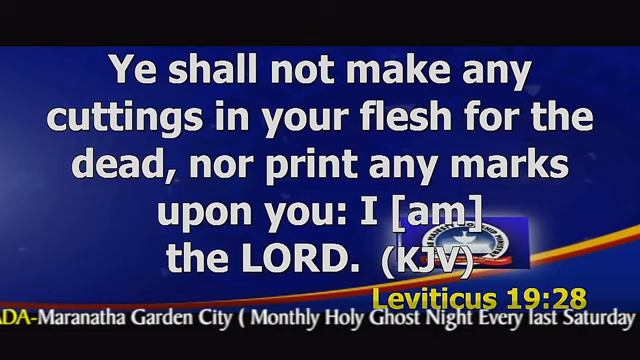 Ye shall not make any
cuttings in your flesh for the
dead, nor print any marks
upon you: I [am]
the LORD. (KJV)
Leviticus 19:28
ADA-Maranatha Garden City ( Monthly Holy Ghost Night Every last Saturday